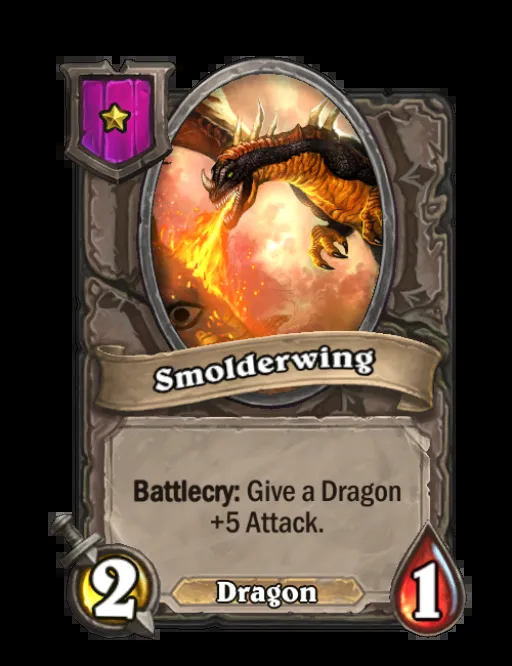 Smolderwing
Battlecry: Give a Dragon
+5 Attack.
2
Dragon
1